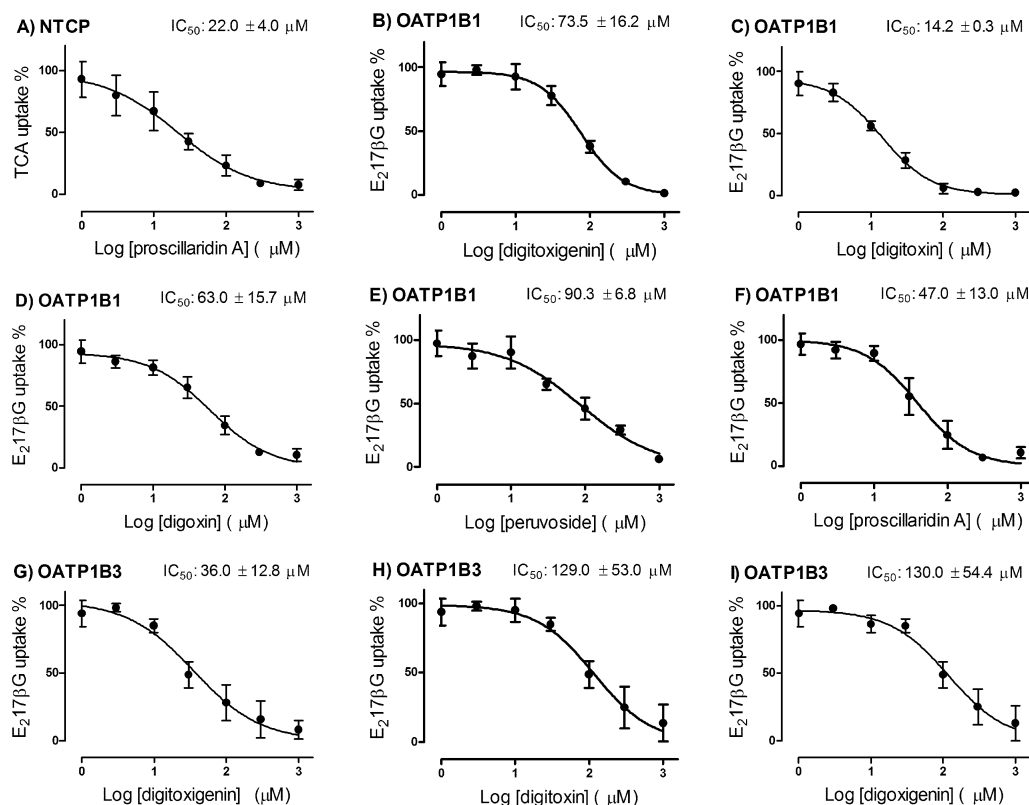 A) NTCP IC50: 22.0 ± 4.0 μM
TCA uptake %
100
50
0
0 1 2 3
Log [proscillaridin A] ( μM)
B) OATP1B1 IC50: 73.5 ± 16.2 μM
E217βG uptake %
100
50
0
0 1 2 3
Log [digitoxigenin] ( μM)
C) OATP1B1 IC50: 14.2 ± 0.3 μM
E217βG uptake %
100
50
0
0 1 2 3
Log [digitoxin] ( μM)
D) OATP1B1 IC50: 63.0 ± 15.7 μM
E217βG uptake %
100
50
0
0 1 2 3
Log [digoxin] ( μM)
E) OATP1B1 IC50: 90.3 ± 6.8 μM
E217βG uptake %
100
50
0
0 1 2 3
Log [peruvoside] ( μM)
F) OATP1B1 IC50: 47.0 ± 13.0 μM
E217βG uptake %
100
50
0
0 1 2 3
Log [proscillaridin A] ( μM)
G) OATP1B3 IC50: 36.0 ± 12.8 μM
E217βG uptake %
100
50
0
0 1 2 3
Log [digitoxigenin] (μM)
H) OATP1B3 IC50: 129.0 ± 53.0 μM
E217βG uptake %
100
50
0
0 1 2 3
Log [digitoxin] ( μM)
I) OATP1B3 IC50: 130.0 ± 54.4 μM
E217βG uptake %
100
50
0
0 1 2 3
Log [digoxigenin] ( μM)